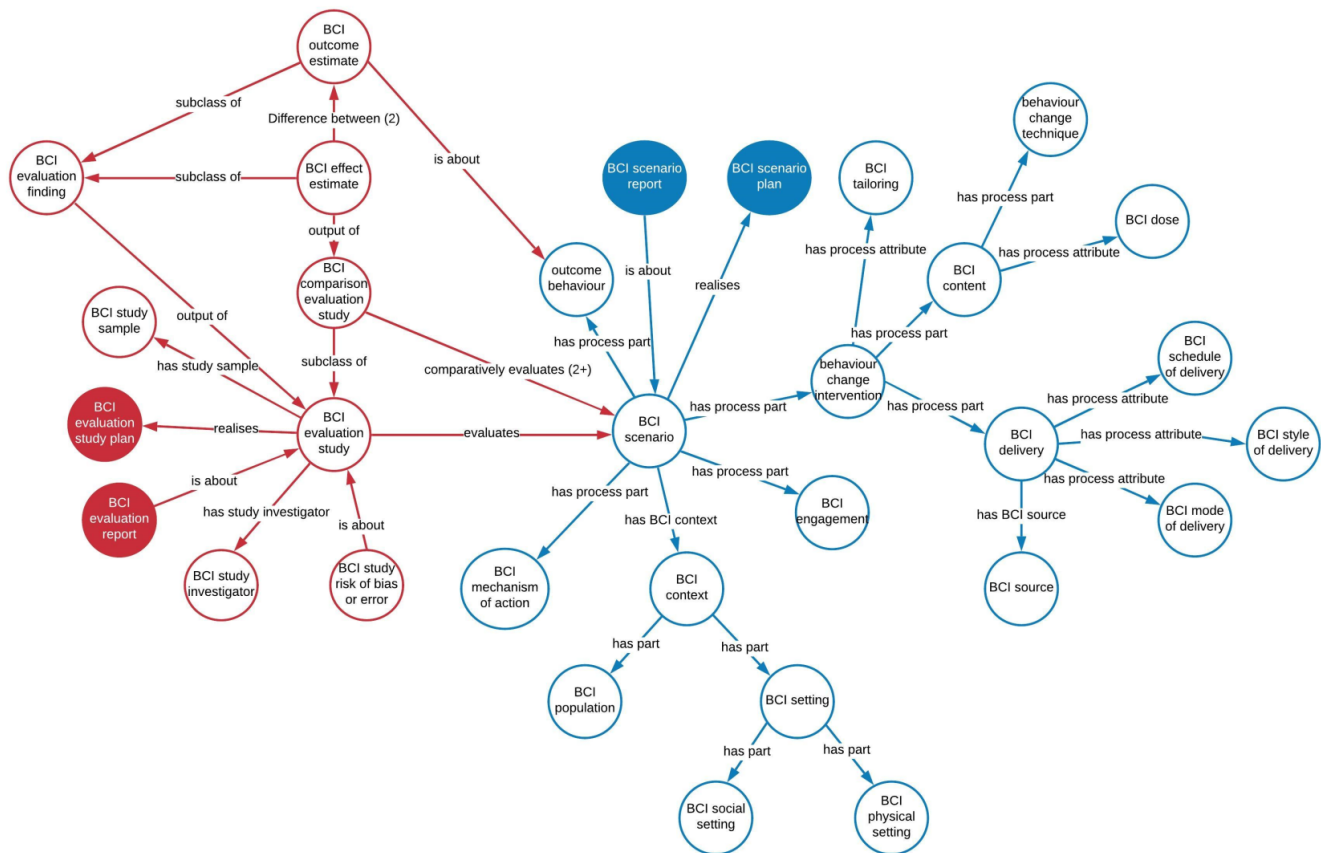 BCI
outcome
estimate
subclass of
Difference between (2)
BCI
evaluation
finding
subclass of
BCI effect
estimate
is about
output of
BCI
comparison
evaluation
study
outcome
behaviour
BCI scenario
report
BCI scenario
plan
is about
realises
has process part
BCI
tailoring
has process attribute
behaviour
change
technique
has process part
BCI dose
has process attribute
BCI
content
has process part
behaviour
change
intervention
output of
BCI study
sample
has study sample
subclass of
comparatively evaluates (2+)
BCI
evaluation
study plan
realises
BCI
evaluation
study
evaluates
BCI
scenario
has process part
has process part
BCI
delivery
BCI
schedule
of delivery
has process attribute
has process attribute
BCI style
of delivery
has process attribute
BCI mode
of delivery
has BCI source
BCI source
is about
BCI
evaluation
report
has study investigator
is about
BCI study
investigator
BCI study
risk of bias
or error
has process part
BCI
mechanism
of action
has BCI context
has process part
BCI
engagement
BCI
context
has part
has part
BCI
population
BCI setting
has part
has part
BCI social
setting
BCI
physical
setting